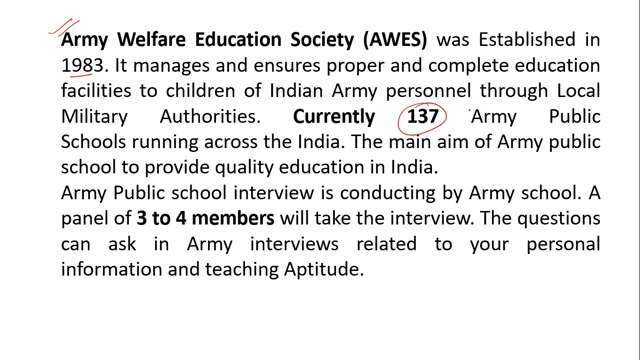 Army Welfare Education Society (AWES) was Established in
1983. It manages and ensures proper and complete education
facilities to children of Indian Army personnel through Local
Military Authorities. Currently 137 Army Public
Schools running across the India. The main aim of Army public
school to provide quality education in India.
Army Public school interview is conducting by Army school. A
panel of 3 to 4 members will take the interview. The questions
can ask in Army interviews related to your personal
information and teaching Aptitude.